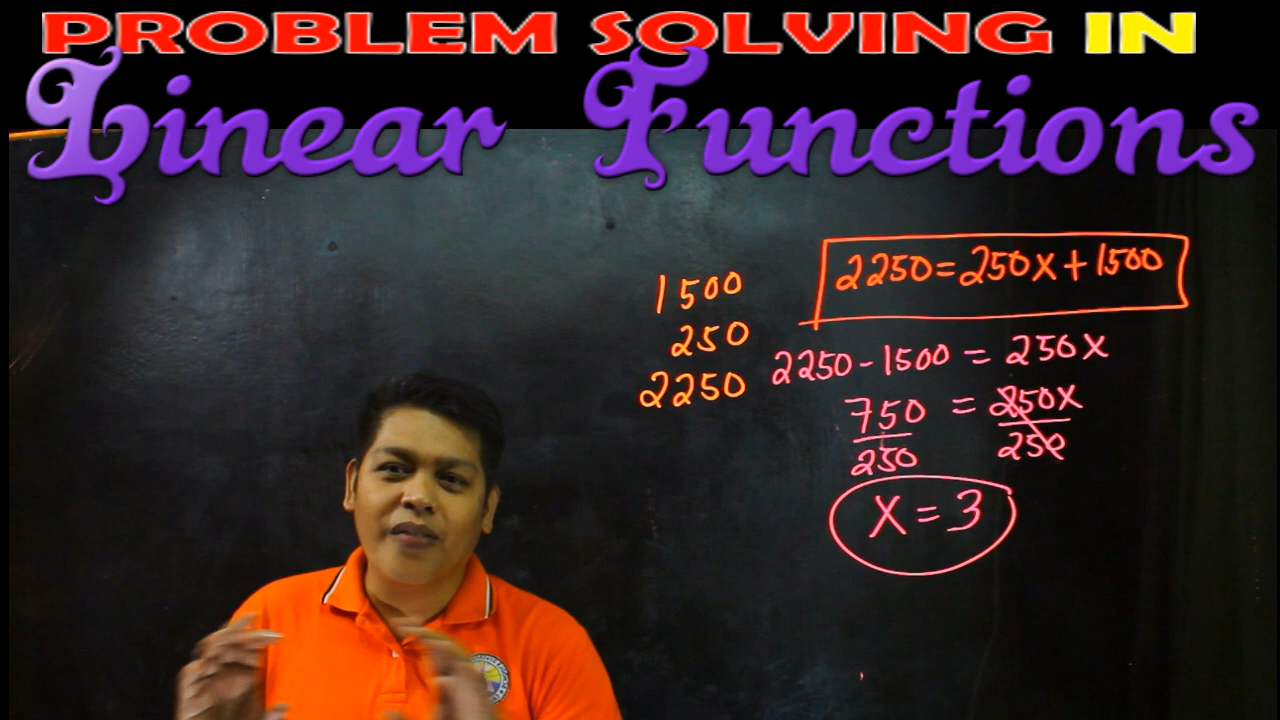 PROBLEM SOLVING IN
Linear Functions
1500
250
2250
2250=250X+1500
2250-1500 = 250X
750 = 250X
250 250
X=3